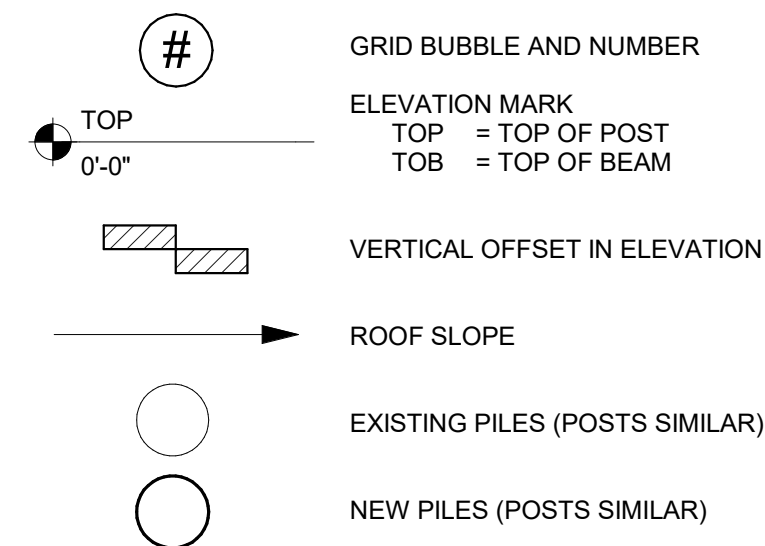 # GRID BUBBLE AND NUMBER
TOP
0'-0"
ELEVATION MARK
TOP = TOP OF POST
TOB = TOP OF BEAM
VERTICAL OFFSET IN ELEVATION
ROOF SLOPE
EXISTING PILES (POSTS SIMILAR)
NEW PILES (POSTS SIMILAR)